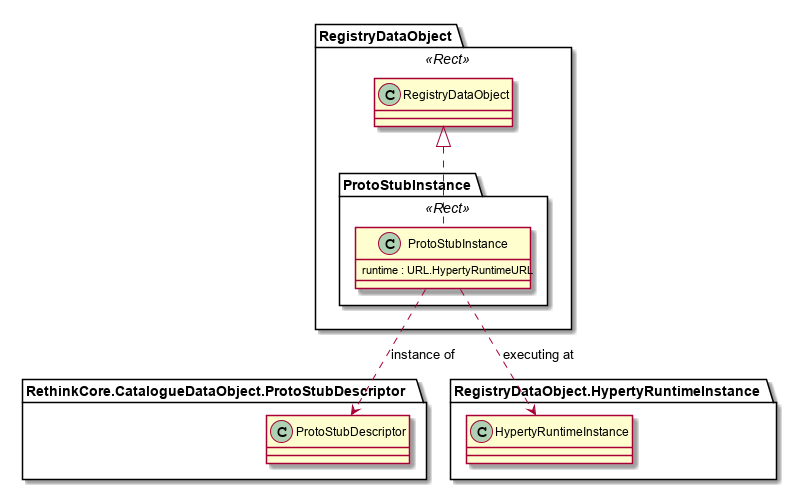 RegistryDataObject
«Rect»
C RegistryDataObject
ProtoStubInstance
«Rect»
C ProtoStubInstance
runtime : URL.HypertyRuntimeURL
instance of
executing at
RethinkCore.CatalogueDataObject.ProtoStubDescriptor
RegistryDataObject.HypertyRuntimeInstance
C ProtoStubDescriptor
C HypertyRuntimeInstance